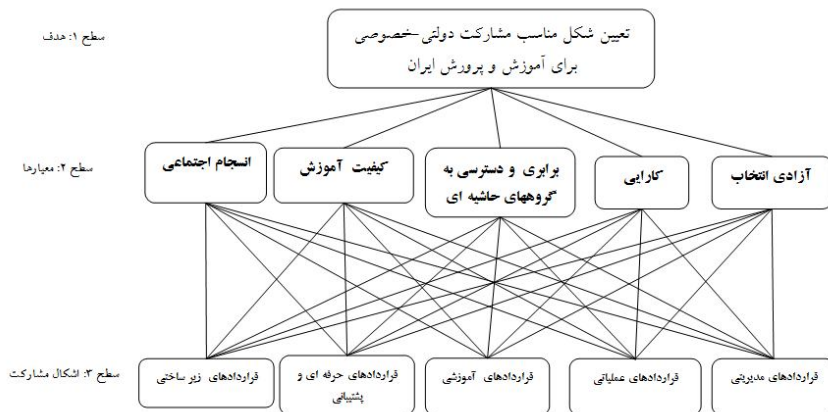 سطح ۱: هدف
تعیین شکل مناسب مشارکت دولتی-خصوصی
برای آموزش و پرورش ایران
سطح ۲: معیارها
آزادی انتخاب
کارایی
برابری و دسترسی به
گروههای حاشیه ای
کیفیت آموزش
انسجام اجتماعی
سطح ۳: اشکال مشارکت
قراردادهای مدیریتی
قراردادهای عملیاتی
قراردادهای آموزشی
قراردادهای حرفه ای و
پشتیبانی
قراردادهای زیر ساختی